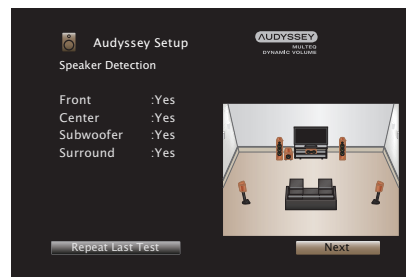 Audyssey Setup
AUDYSSEY
MULTEQ
DYNAMIC VOLUME
Speaker Detection
Front :Yes
Center :Yes
Subwoofer :Yes
Surround :Yes
Repeat Last Test
Next